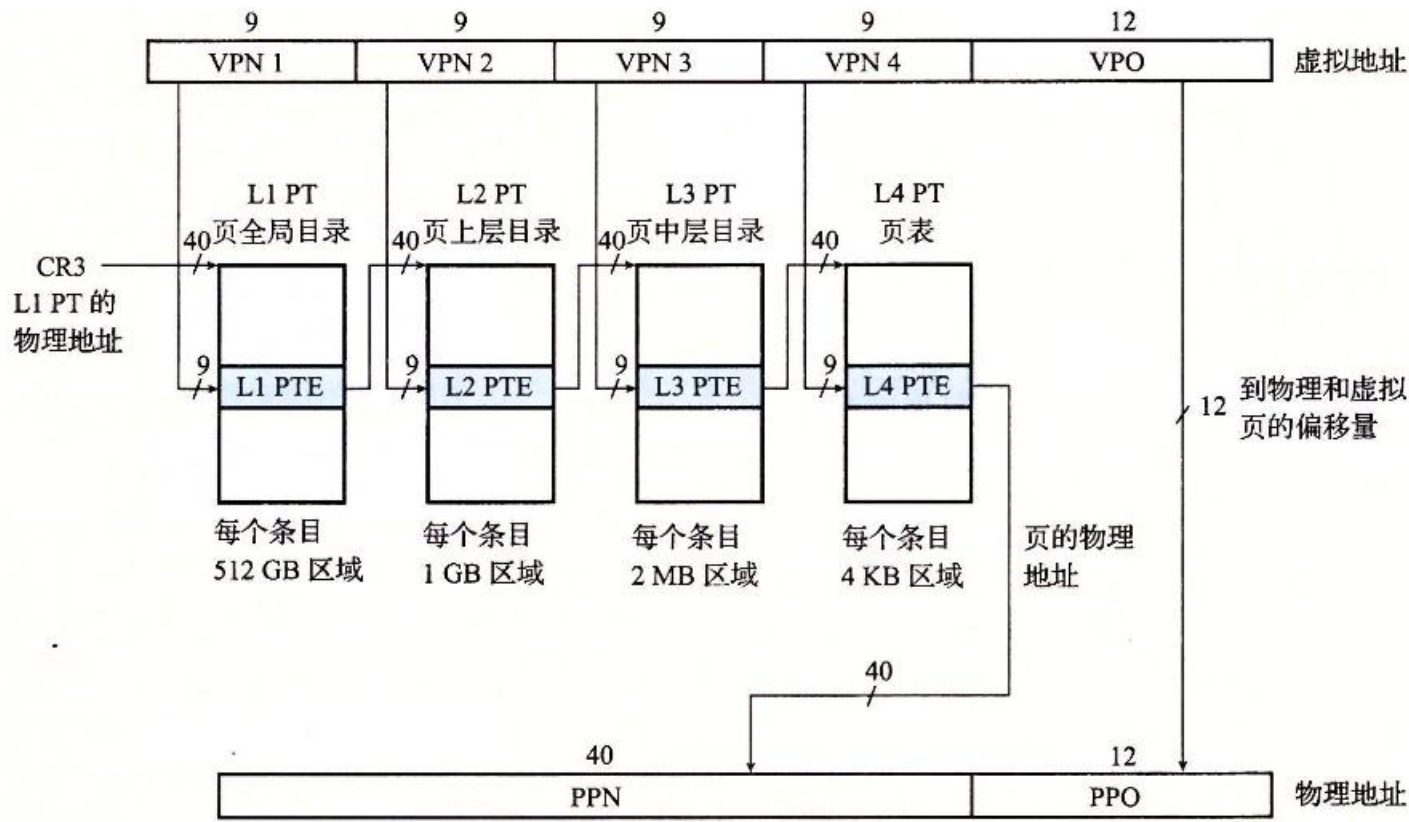 9 9 9 9 12
VPN 1 VPN 2 VPN 3 VPN 4 VPO 虚拟地址
L1 PT L2 PT L3 PT L4 PT
页全局目录 页上层目录 页中层目录 页表
40 40 40 40
CR3
L1 PT 的
物理地址
9 9 9 9
L1 PTE L2 PTE L3 PTE L4 PTE
12 到物理和虚拟
页的偏移量
每个条目 每个条目 每个条目 每个条目 页的物理
512 GB 区域 1 GB 区域 2 MB 区域 4 KB 区域 地址
40
40 12
PPN PPO 物理地址